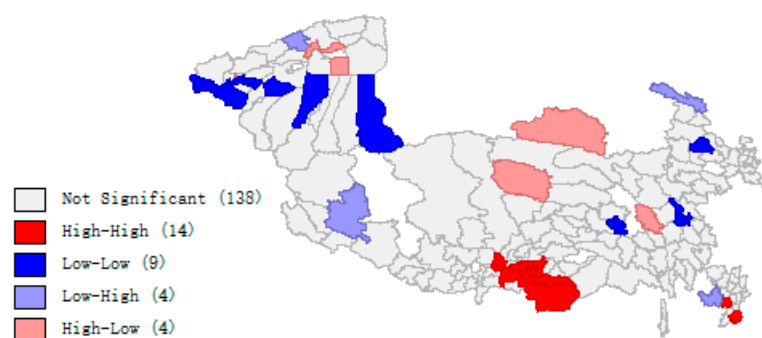 Not Significant (138)
High-High (14)
Low-Low (9)
Low-High (4)
High-Low (4)